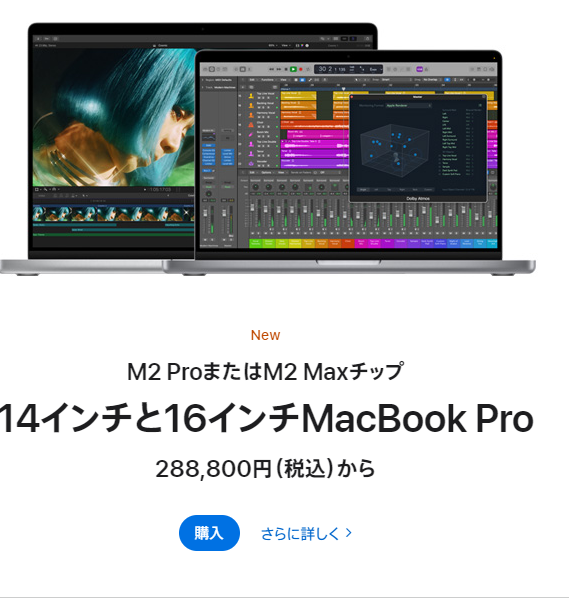 Dolby Atmos
New
M2 ProまたはM2 Maxチップ
14インチと16インチMacBook Pro
288,800円(税込)から
購入
さらに詳しく >